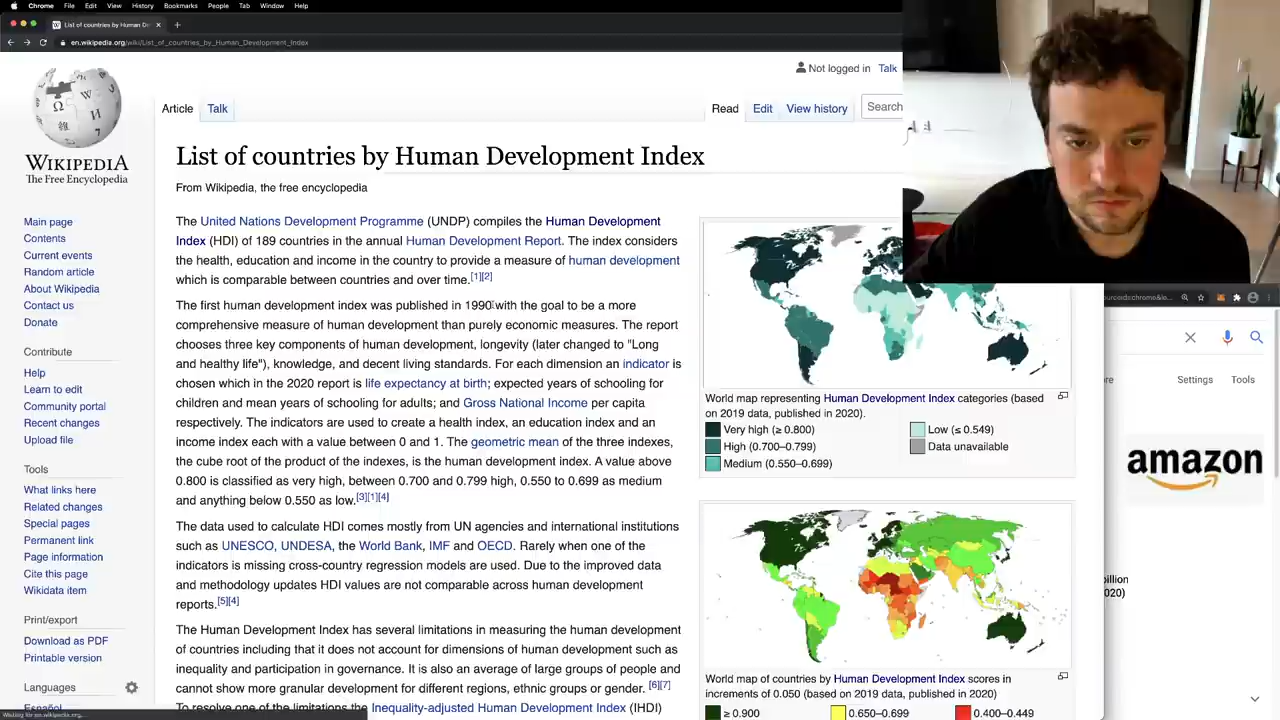 Chrome File Edit View History Bookmarks People Tab Window Help
List of countries by Human De
en.wikipedia.org/wiki/List_of_countries_by_Human_Development_Index
Not logged in Talk
Article Talk Read Edit View history Search
WIKIPEDIA
The Free Encyclopedia
Main page
Contents
Current events
Random article
About Wikipedia
Contact us
Donate
Contribute
Help
Learn to edit
Community portal
Recent changes
Upload file
Tools
What links here
Related changes
Special pages
Permanent link
Page information
Cite this page
Wikidata item
Print/export
Download as PDF
Printable version
Languages
Español
List of countries by Human Development Index
From Wikipedia, the free encyclopedia
The United Nations Development Programme (UNDP) compiles the Human Development
Index (HDI) of 189 countries in the annual Human Development Report. The index considers
the health, education and income in the country to provide a measure of human development
which is comparable between countries and over time.[1][2]
The first human development index was published in 1990 with the goal to be a more
comprehensive measure of human development than purely economic measures. The report
chooses three key components of human development, longevity (later changed to "Long
and healthy life"), knowledge, and decent living standards. For each dimension an indicator is
chosen which in the 2020 report is life expectancy at birth; expected years of schooling for
children and mean years of schooling for adults; and Gross National Income per capita
respectively. The indicators are used to create a health index, an education index and an
income index each with a value between 0 and 1. The geometric mean of the three indexes,
the cube root of the product of the indexes, is the human development index. A value above
0.800 is classified as very high, between 0.700 and 0.799 high, 0.550 to 0.699 as medium
and anything below 0.550 as low.[3][1][4]
The data used to calculate HDI comes mostly from UN agencies and international institutions
such as UNESCO, UNDESA, the World Bank, IMF and OECD. Rarely when one of the
indicators is missing cross-country regression models are used. Due to the improved data
and methodology updates HDI values are not comparable across human development
reports.[5][4]
The Human Development Index has several limitations in measuring the human development
of countries including that it does not account for dimensions of human development such as
inequality and participation in governance. It is also an average of large groups of people and
cannot show more granular development for different regions, ethnic groups or gender. [6][7]
To resolve one of the limitations the Inequality-adjusted Human Development Index (IHDI)
World map representing Human Development Index categories (based
on 2019 data, published in 2020).
Very high (≥ 0.800)
High (0.700–0.799)
Medium (0.550–0.699)
Low (≤ 0.549)
Data unavailable
World map of countries by Human Development Index scores in
increments of 0.050 (based on 2019 data, published in 2020)
≥ 0.900 0.650–0.699 0.400–0.449
Settings Tools
amazon
2020)